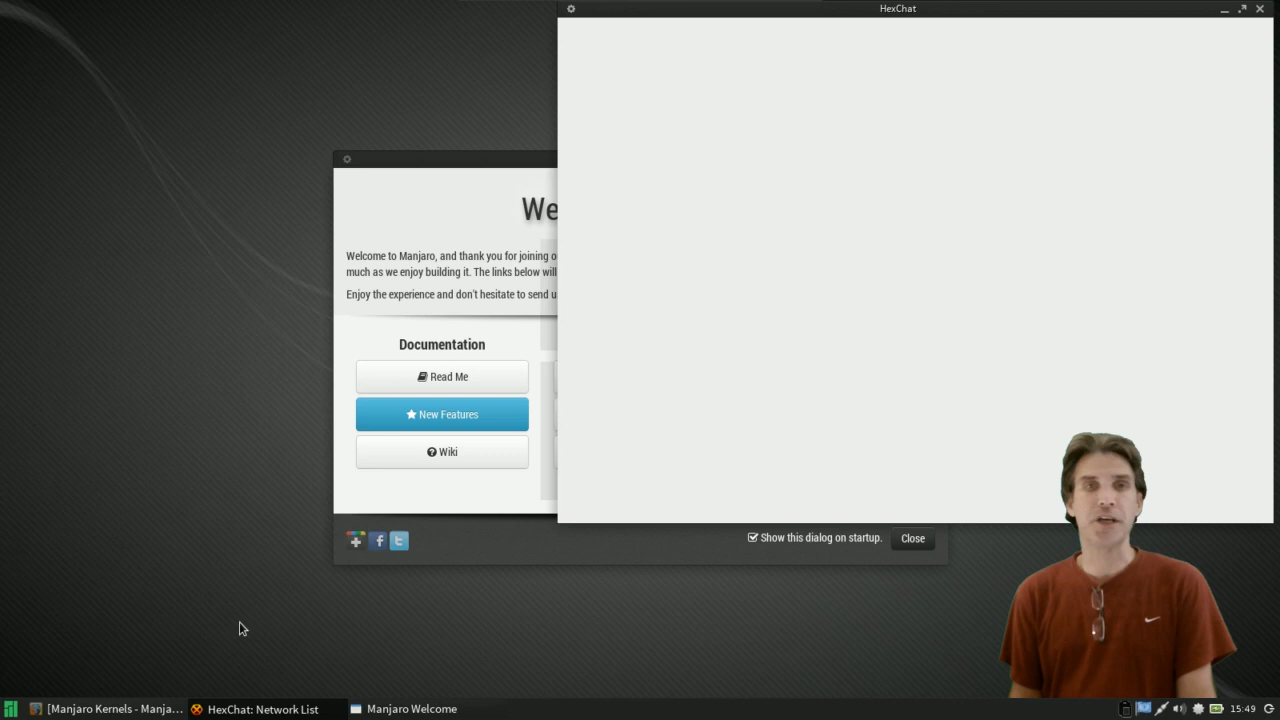 HexChat
We
Welcome to Manjaro, and thank you for joining o
much as we enjoy building it. The links below will
Enjoy the experience and don't hesitate to send u
Documentation
Read Me
New Features
Wiki
Show this dialog on startup.
Close
[Manjaro Kernels - Manja...
HexChat: Network List
Manjaro Welcome
15:49